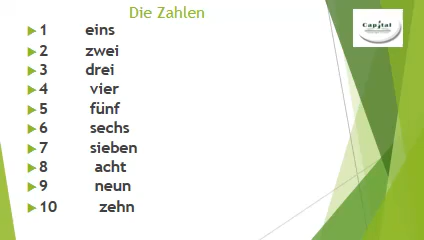 Die Zahlen
Capital
1 eins
2 zwei
3 drei
4 vier
5 fünf
6 sechs
7 sieben
8 acht
9 neun
10 zehn